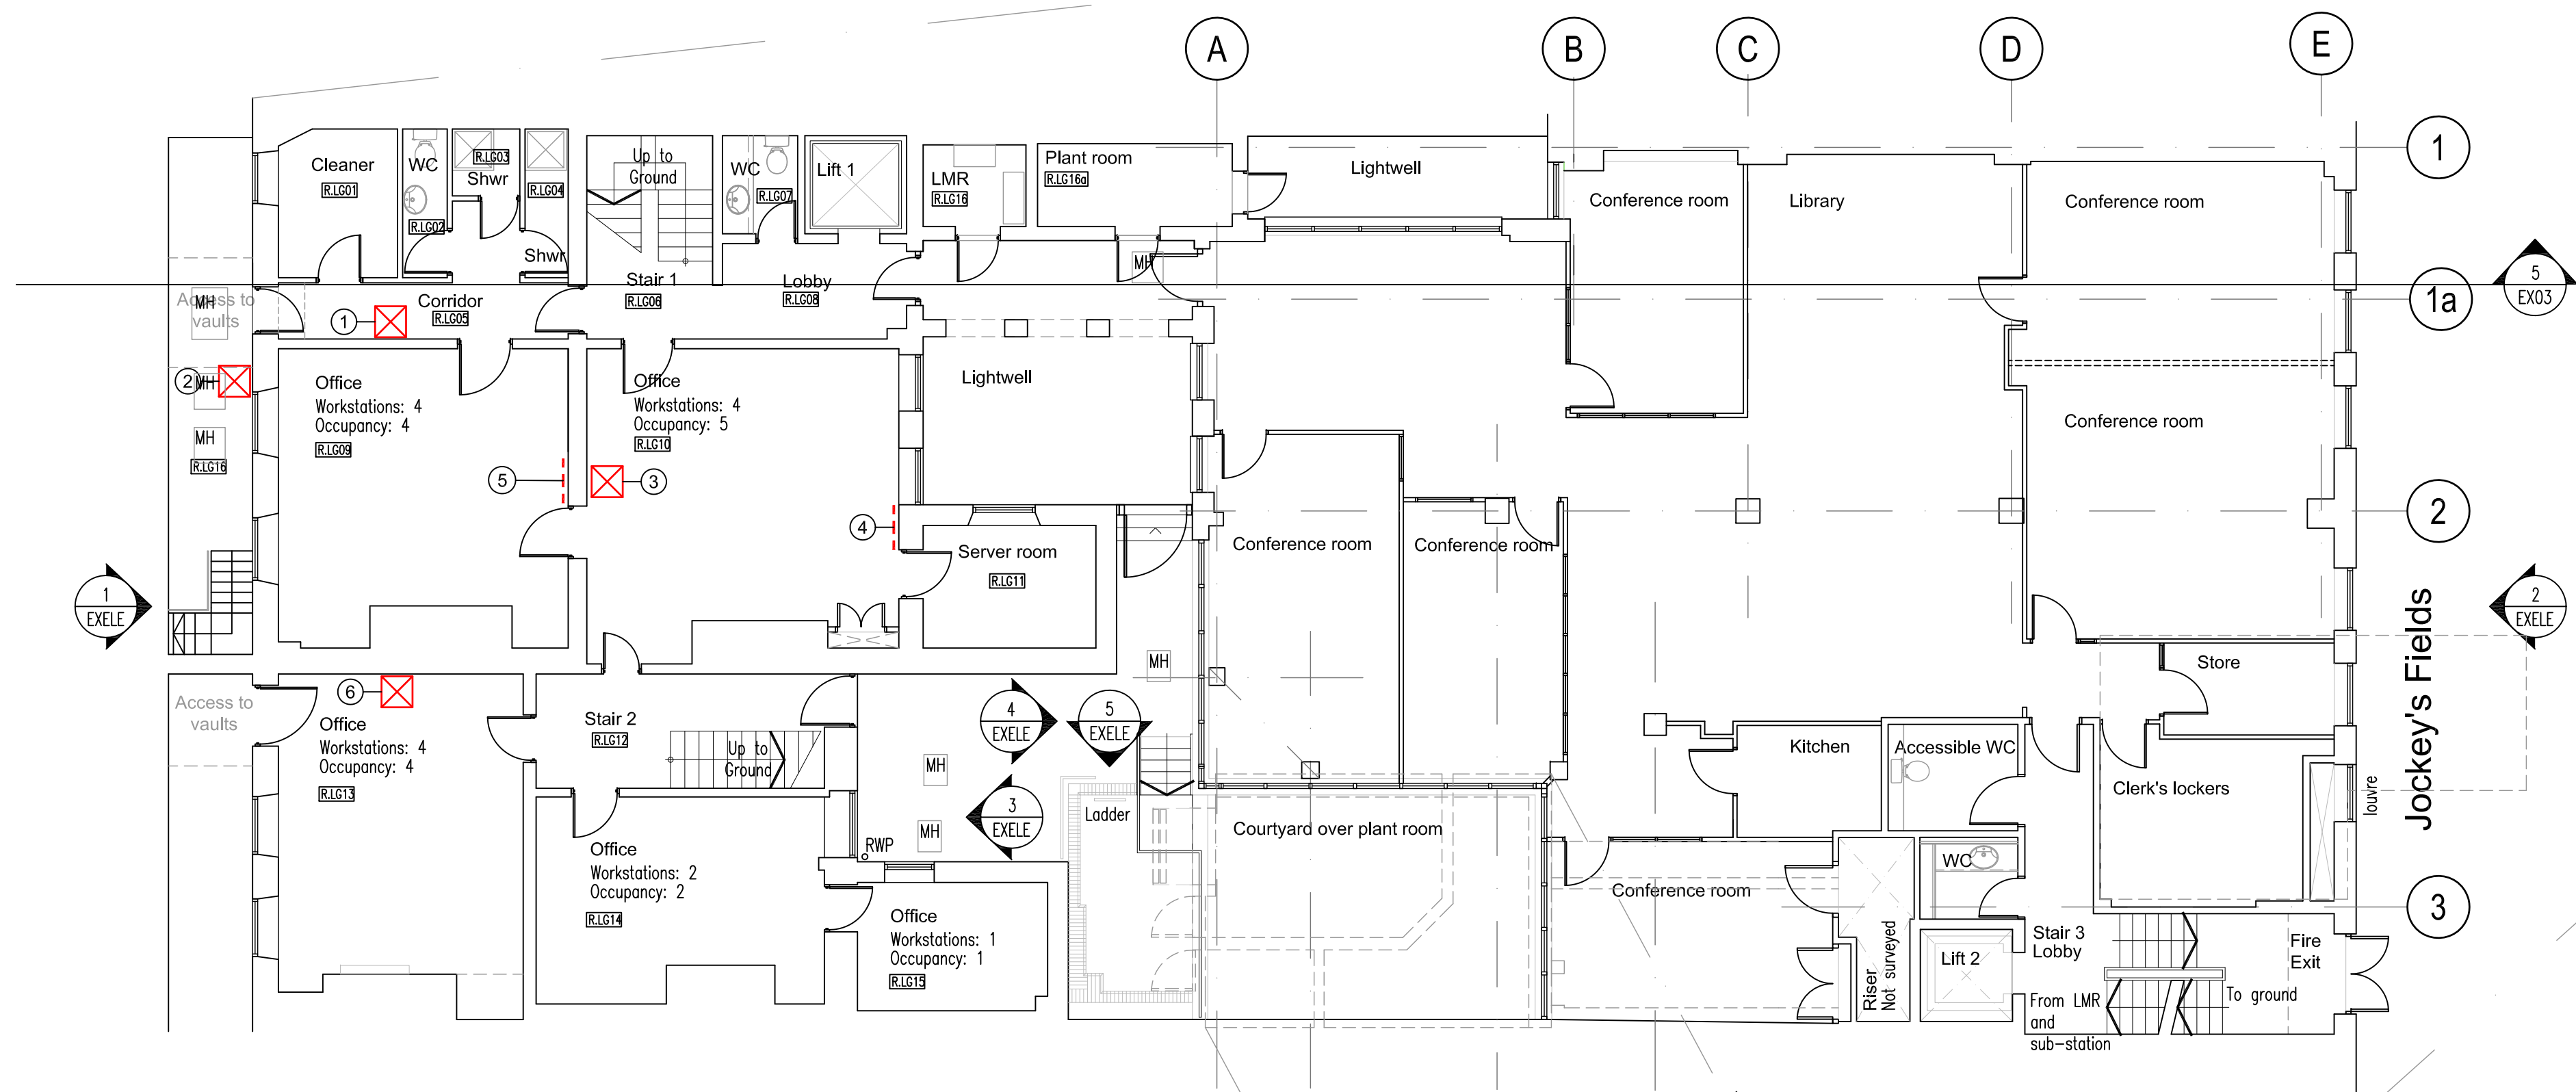 A
B
C
D
E
1
Cleaner
R.LG01
WC
R.LG02
R.LG03
Shwr
R.LG04
Shwr
Up to
Ground
WC
R.LG07
Lift 1
LMR
R.LG16
Plant room
R.LG16a
Lightwell
Conference room
Library
Conference room
MH
Stair 1
R.LG06
Lobby
R.LG08
5
EX03
1a
MH
Access to
vaults
Corridor
R.LG05
1
2
MH
MH
R.LG16
Office
Workstations: 4
Occupancy: 4
R.LG09
Office
Workstations: 4
Occupancy: 5
R.LG10
Lightwell
Conference room
5
3
4
2
Server room
R.LG11
Conference room
Conference room
1
EXELE
2
EXELE
Jockey's Fields
Store
MH
6
Access to
vaults
Office
Workstations: 4
Occupancy: 4
R.LG13
Stair 2
R.LG12
Up to
Ground
4
EXELE
5
EXELE
MH
3
EXELE
MH
RWP
Ladder
Kitchen
Accessible WC
Clerk's lockers
louvre
Courtyard over plant room
Office
Workstations: 2
Occupancy: 2
R.LG14
WC
Conference room
3
Office
Workstations: 1
Occupancy: 1
R.LG15
Riser
Not surveyed
Lift 2
Stair 3
Lobby
Fire
Exit
From LMR
and
sub-station
To ground